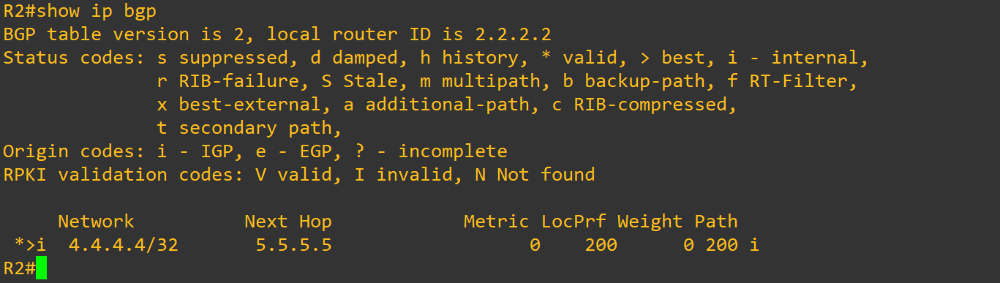 R2#show ip bgp
BGP table version is 2, local router ID is 2.2.2.2
Status codes: s suppressed, d damped, h history, * valid, > best, i - internal,
              r RIB-failure, S Stale, m multipath, b backup-path, f RT-Filter,
              x best-external, a additional-path, c RIB-compressed,
              t secondary path,
Origin codes: i - IGP, e - EGP, ? - incomplete
RPKI validation codes: V valid, I invalid, N Not found

     Network          Next Hop            Metric LocPrf Weight Path
 *>i  4.4.4.4/32       5.5.5.5                  0    200      0 200 i
R2#